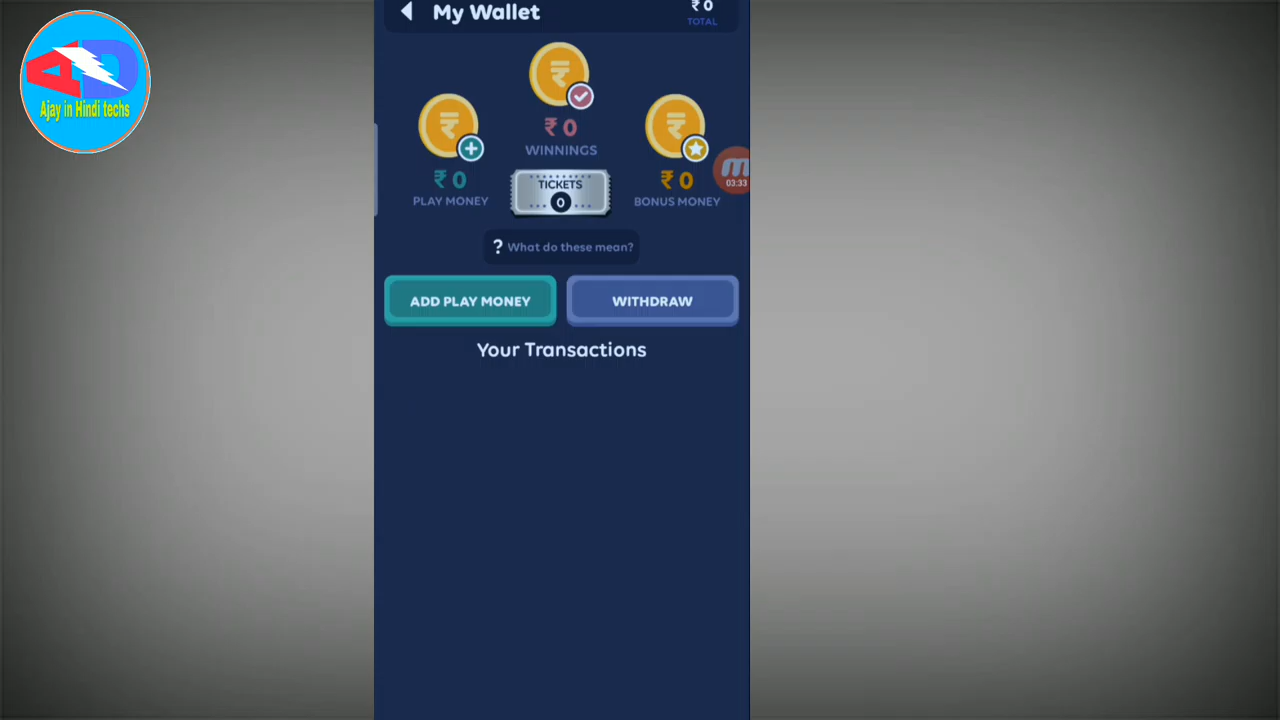 My Wallet
₹ 0
TOTAL
AD
Ajay in Hindi techs
₹ 0
WINNINGS
₹ 0
PLAY MONEY
TICKETS
0
₹ 0
BONUS MONEY
03:33
? What do these mean?
ADD PLAY MONEY
WITHDRAW
Your Transactions